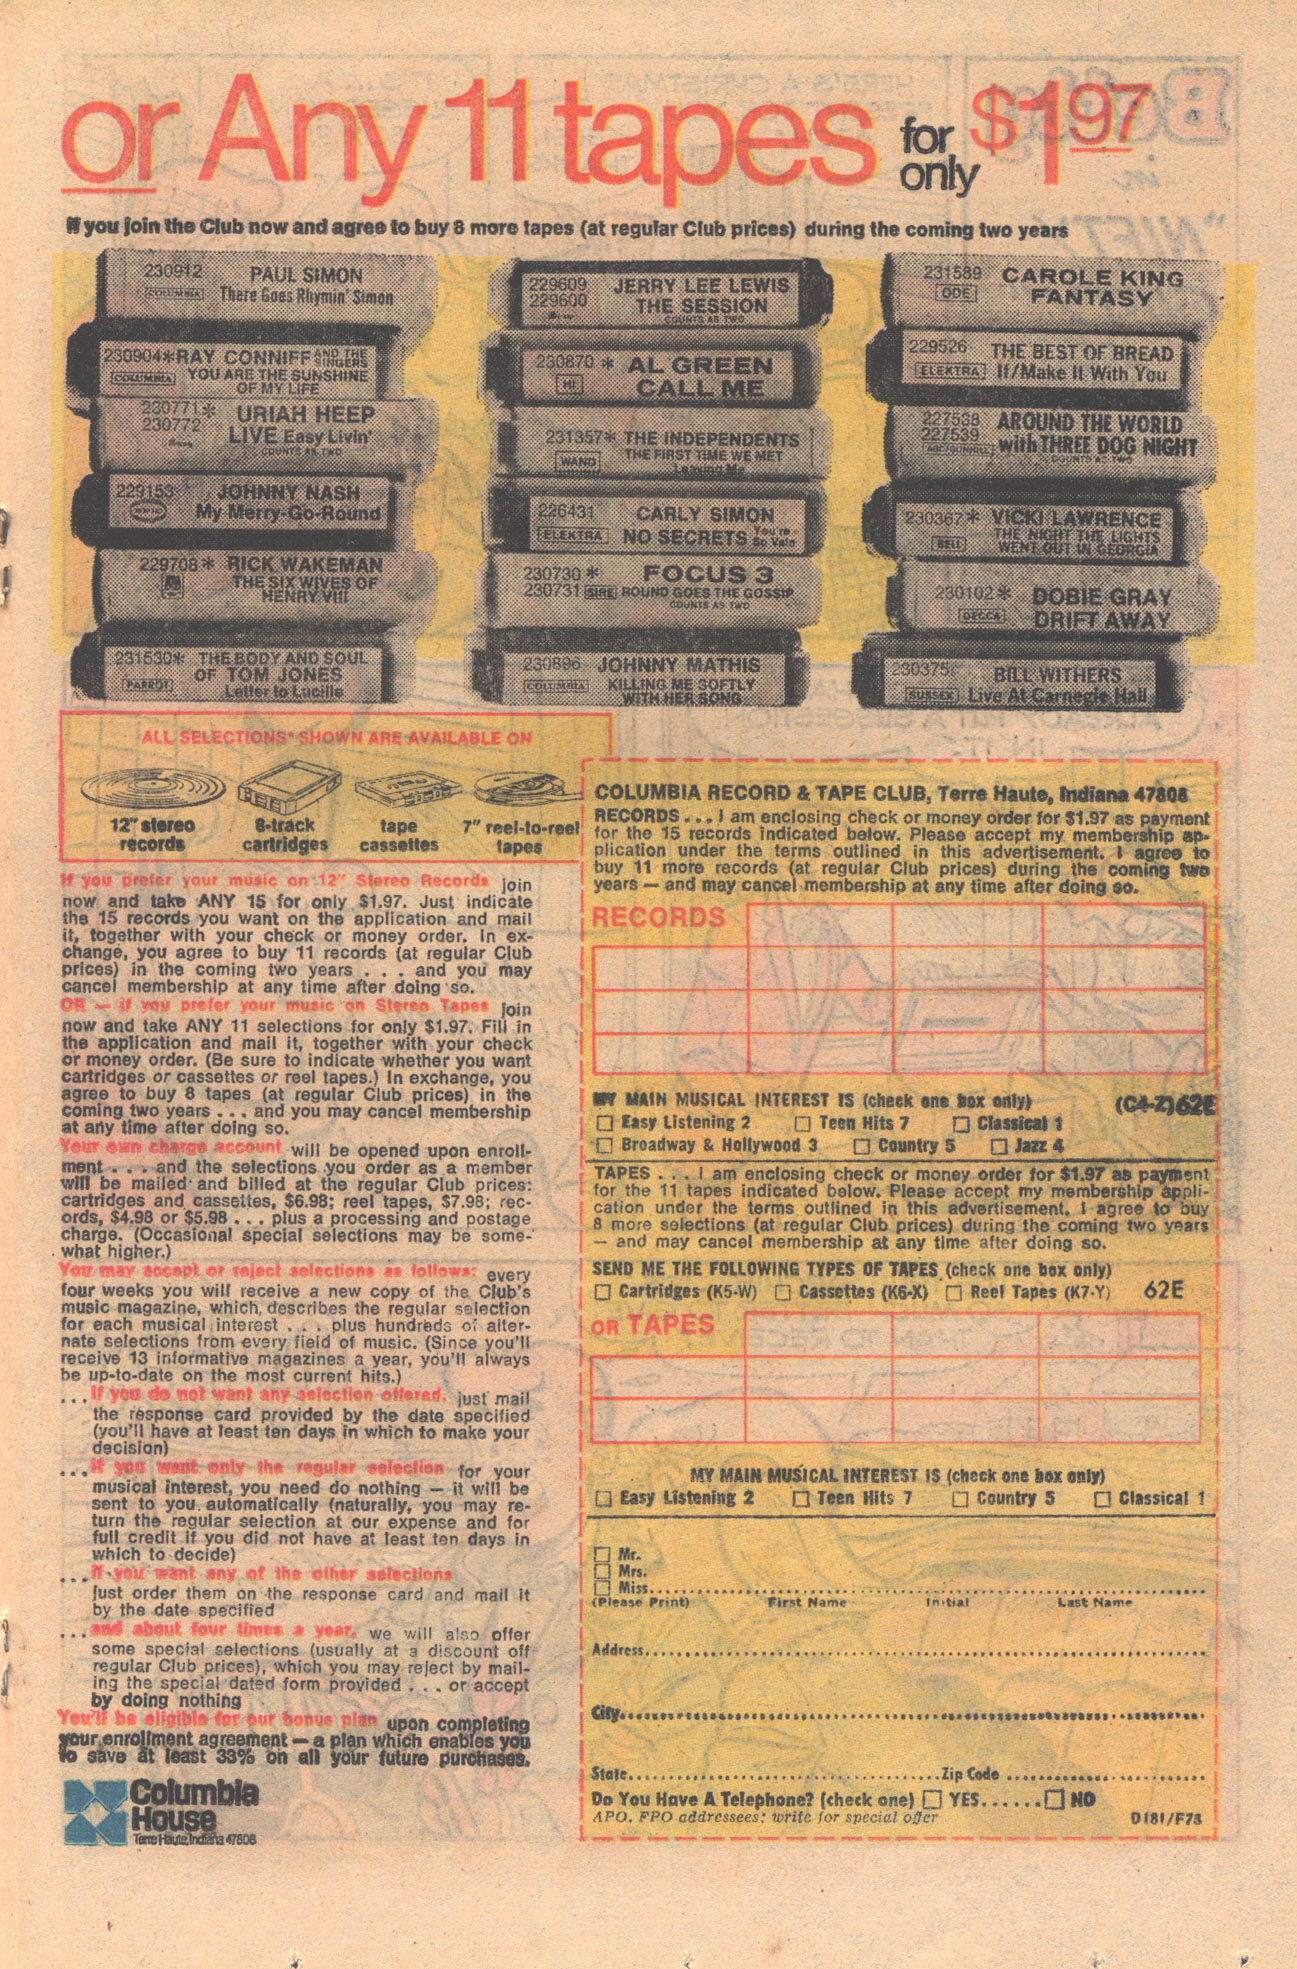 or Any 11 tapes for only $1.97
If you join the Club now and agree to buy 8 more tapes (at regular Club prices) during the coming two years
230912 PAUL SIMON
COLUMBIA There Goes Rhymin' Simon
230904* RAY CONNIFF AND THE SINGERS
COLUMBIA YOU ARE THE SUNSHINE
OF MY LIFE
230771*
230772 URIAH HEEP
LIVE Easy Livin'
COUNTS AS TWO
229153 JOHNNY NASH
My Merry-Go-Round
229708* RICK WAKEMAN
THE SIX WIVES OF
HENRY VIII
231530* THE BODY AND SOUL
PARROT OF TOM JONES
Letter to Lucille
229609
229600 JERRY LEE LEWIS
THE SESSION
COUNTS AS TWO
230870* AL GREEN
HI CALL ME
231357* THE INDEPENDENTS
WAND THE FIRST TIME WE MET
Leaving Me
226431 CARLY SIMON
ELEKTRA NO SECRETS You're So Vain
230730*
230731 FOCUS 3
SIRE ROUND GOES THE GOSSIP
COUNTS AS TWO
230896 JOHNNY MATHIS
COLUMBIA KILLING ME SOFTLY
WITH HER SONG
231589 CAROLE KING
ODE FANTASY
229526 THE BEST OF BREAD
ELEKTRA If/Make It With You
227538
227539 AROUND THE WORLD
with THREE DOG NIGHT
COUNTS AS TWO
230367* VICKI LAWRENCE
BELL THE NIGHT THE LIGHTS
WENT OUT IN GEORGIA
230102* DOBIE GRAY
DECCA DRIFT AWAY
230375* BILL WITHERS
SUSSEX Live At Carnegie Hall
ALL SELECTIONS* SHOWN ARE AVAILABLE ON
12" stereo records
8-track cartridges
tape cassettes
7" reel-to-reel tapes
If you prefer your music on 12" Stereo Records join
now and take ANY 15 for only $1.97. Just indicate
the 15 records you want on the application and mail
it, together with your check or money order. In ex-
change, you agree to buy 11 records (at regular Club
prices) in the coming two years . . . and you may
cancel membership at any time after doing so.
OR — if you prefer your music on Stereo Tapes join
now and take ANY 11 selections for only $1.97. Fill in
the application and mail it, together with your check
or money order. (Be sure to indicate whether you want
cartridges or cassettes or reel tapes.) In exchange, you
agree to buy 8 tapes (at regular Club prices) in the
coming two years . . . and you may cancel membership
at any time after doing so.
Your own charge account will be opened upon enroll-
ment . . . and the selections you order as a member
will be mailed and billed at the regular Club prices:
cartridges and cassettes, $6.98; reel tapes, $7.98; rec-
ords, $4.98 or $5.98 . . . plus a processing and postage
charge. (Occasional special selections may be some-
what higher.)
You may accept or reject selections as follows: every
four weeks you will receive a new copy of the Club's
music magazine, which describes the regular selection
for each musical interest . . . plus hundreds of alter-
nate selections from every field of music. (Since you'll
receive 13 informative magazines a year, you'll always
be up-to-date on the most current hits.)
. . . if you do not want any selection offered, just mail
the response card provided by the date specified
(you'll have at least ten days in which to make your
decision)
. . . if you want only the regular selection for your
musical interest, you need do nothing — it will be
sent to you automatically (naturally, you may re-
turn the regular selection at our expense and for
full credit if you did not have at least ten days in
which to decide)
. . . if you want any of the other selections
just order them on the response card and mail it
by the date specified
. . . and about four times a year, we will also offer
some special selections (usually at a discount off
regular Club prices), which you may reject by mail-
ing the special dated form provided . . . or accept
by doing nothing
You'll be eligible for our bonus plan upon completing
your enrollment agreement — a plan which enables you
to save at least 33% on all your future purchases.
Columbia
House
Terre Haute, Indiana 47808
COLUMBIA RECORD & TAPE CLUB, Terre Haute, Indiana 47808
RECORDS . . . I am enclosing check or money order for $1.97 as payment
for the 15 records indicated below. Please accept my membership ap-
plication under the terms outlined in this advertisement. I agree to
buy 11 more records (at regular Club prices) during the coming two
years — and may cancel membership at any time after doing so.
RECORDS
MY MAIN MUSICAL INTEREST IS (check one box only) (C4-Z) 62E
Easy Listening 2 Teen Hits 7 Classical 1
Broadway & Hollywood 3 Country 5 Jazz 4
TAPES . . . I am enclosing check or money order for $1.97 as payment
for the 11 tapes indicated below. Please accept my membership appli-
cation under the terms outlined in this advertisement. I agree to buy
8 more selections (at regular Club prices) during the coming two years
— and may cancel membership at any time after doing so.
SEND ME THE FOLLOWING TYPES OF TAPES (check one box only)
Cartridges (K5-W) Cassettes (K6-X) Reel Tapes (K7-Y) 62E
OR TAPES
MY MAIN MUSICAL INTEREST IS (check one box only)
Easy Listening 2 Teen Hits 7 Country 5 Classical 1
Mr.
Mrs.
Miss
(Please Print) First Name Initial Last Name
Address
City
State Zip Code
Do You Have A Telephone? (check one) YES NO
APO, FPO addressees: write for special offer D181/F73